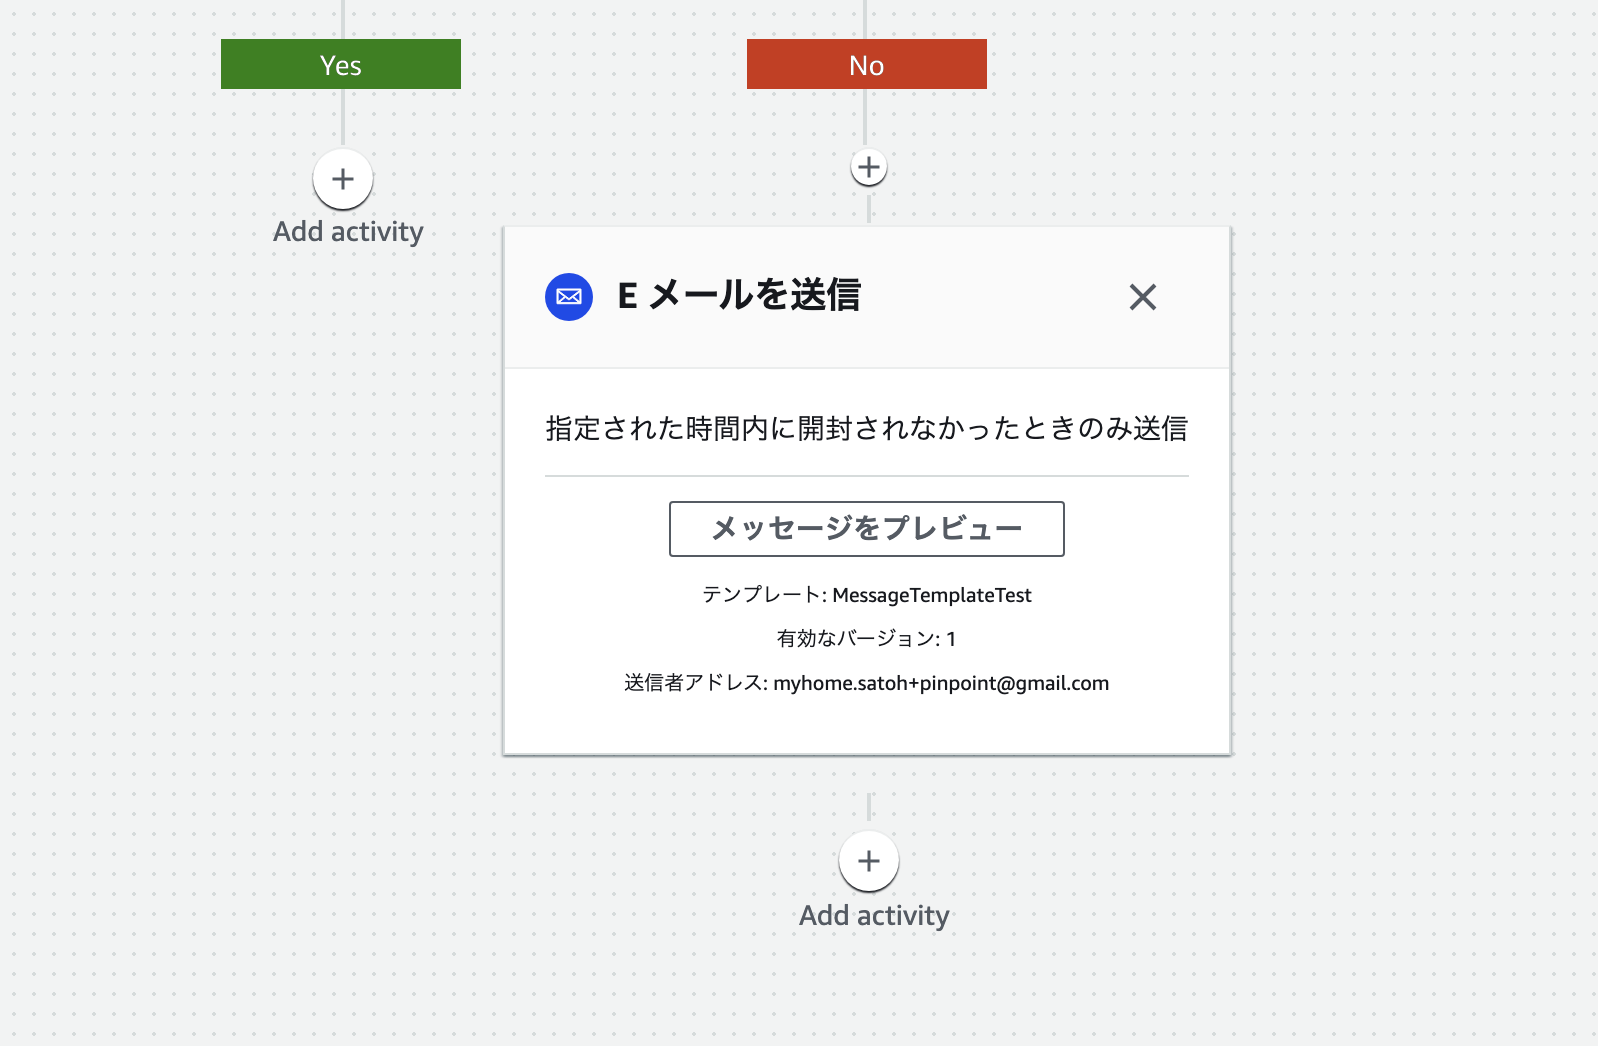 Yes
No
Add activity
E メールを送信
指定された時間内に開封されなかったときのみ送信
メッセージをプレビュー
テンプレート: MessageTemplateTest
有効なバージョン: 1
送信者アドレス: myhome.satoh+pinpoint@gmail.com
Add activity